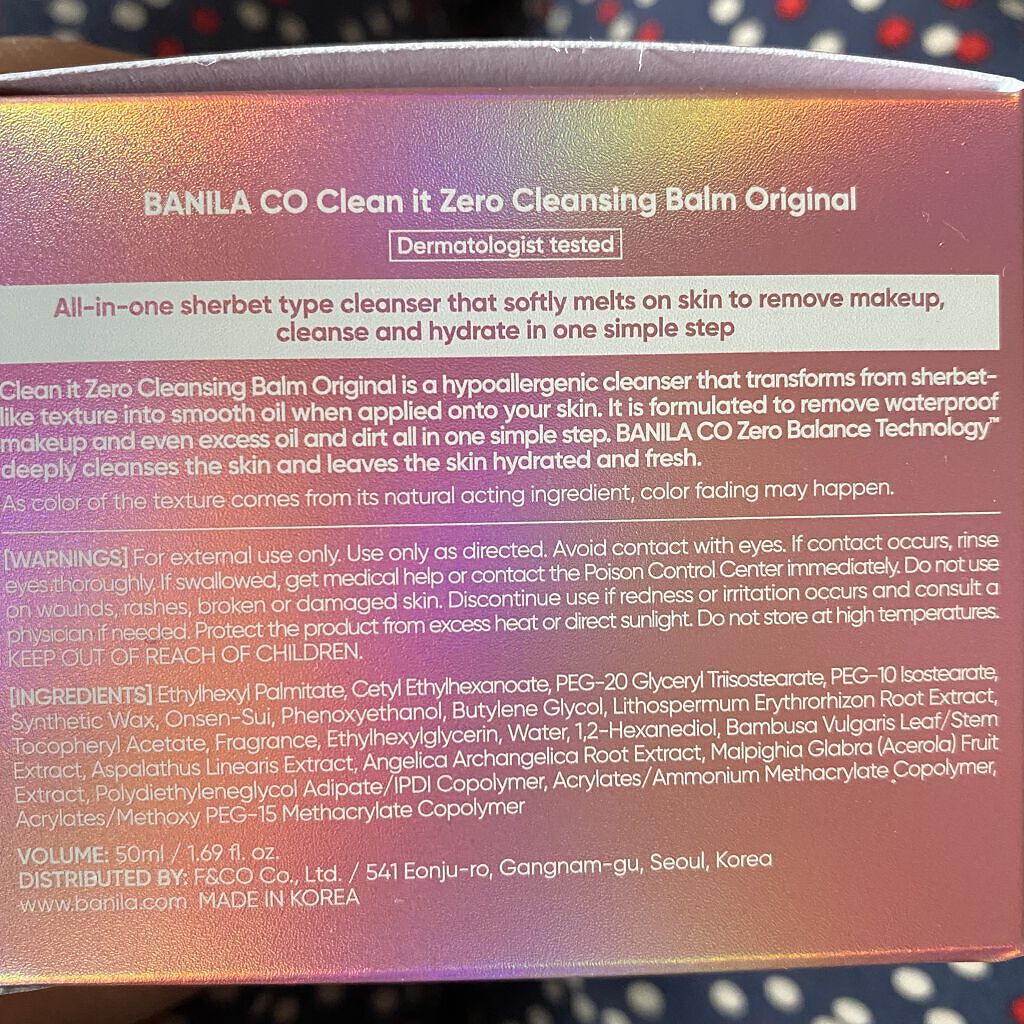 BANILA CO Clean it Zero Cleansing Balm Original
Dermatologist tested
All-in-one sherbet type cleanser that softly melts on skin to remove makeup,
cleanse and hydrate in one simple step
Clean it Zero Cleansing Balm Original is a hypoallergenic cleanser that transforms from sherbet-
like texture into smooth oil when applied onto your skin. It is formulated to remove waterproof
makeup and even excess oil and dirt all in one simple step. BANILA CO Zero Balance Technology™
deeply cleanses the skin and leaves the skin hydrated and fresh.
As color of the texture comes from its natural acting ingredient, color fading may happen.
[WARNINGS] For external use only. Use only as directed. Avoid contact with eyes. If contact occurs, rinse
eyes thoroughly. If swallowed, get medical help or contact the Poison Control Center immediately. Do not use
on wounds, rashes, broken or damaged skin. Discontinue use if redness or irritation occurs and consult a
physician if needed. Protect the product from excess heat or direct sunlight. Do not store at high temperatures.
KEEP OUT OF REACH OF CHILDREN.
[INGREDIENTS] Ethylhexyl Palmitate, Cetyl Ethylhexanoate, PEG-20 Glyceryl Triisostearate, PEG-10 Isostearate,
Synthetic Wax, Onsen-Sui, Phenoxyethanol, Butylene Glycol, Lithospermum Erythrorhizon Root Extract,
Tocopheryl Acetate, Fragrance, Ethylhexylglycerin, Water, 1,2-Hexanediol, Bambusa Vulgaris Leaf/Stem
Extract, Aspalathus Linearis Extract, Angelica Archangelica Root Extract, Malpighia Glabra (Acerola) Fruit
Extract, Polydiethyleneglycol Adipate/IPDI Copolymer, Acrylates/Ammonium Methacrylate Copolymer,
Acrylates/Methoxy PEG-15 Methacrylate Copolymer
VOLUME: 50ml / 1.69 fl. oz.
DISTRIBUTED BY: F&CO Co., Ltd. / 541 Eonju-ro, Gangnam-gu, Seoul, Korea
www.banila.com MADE IN KOREA